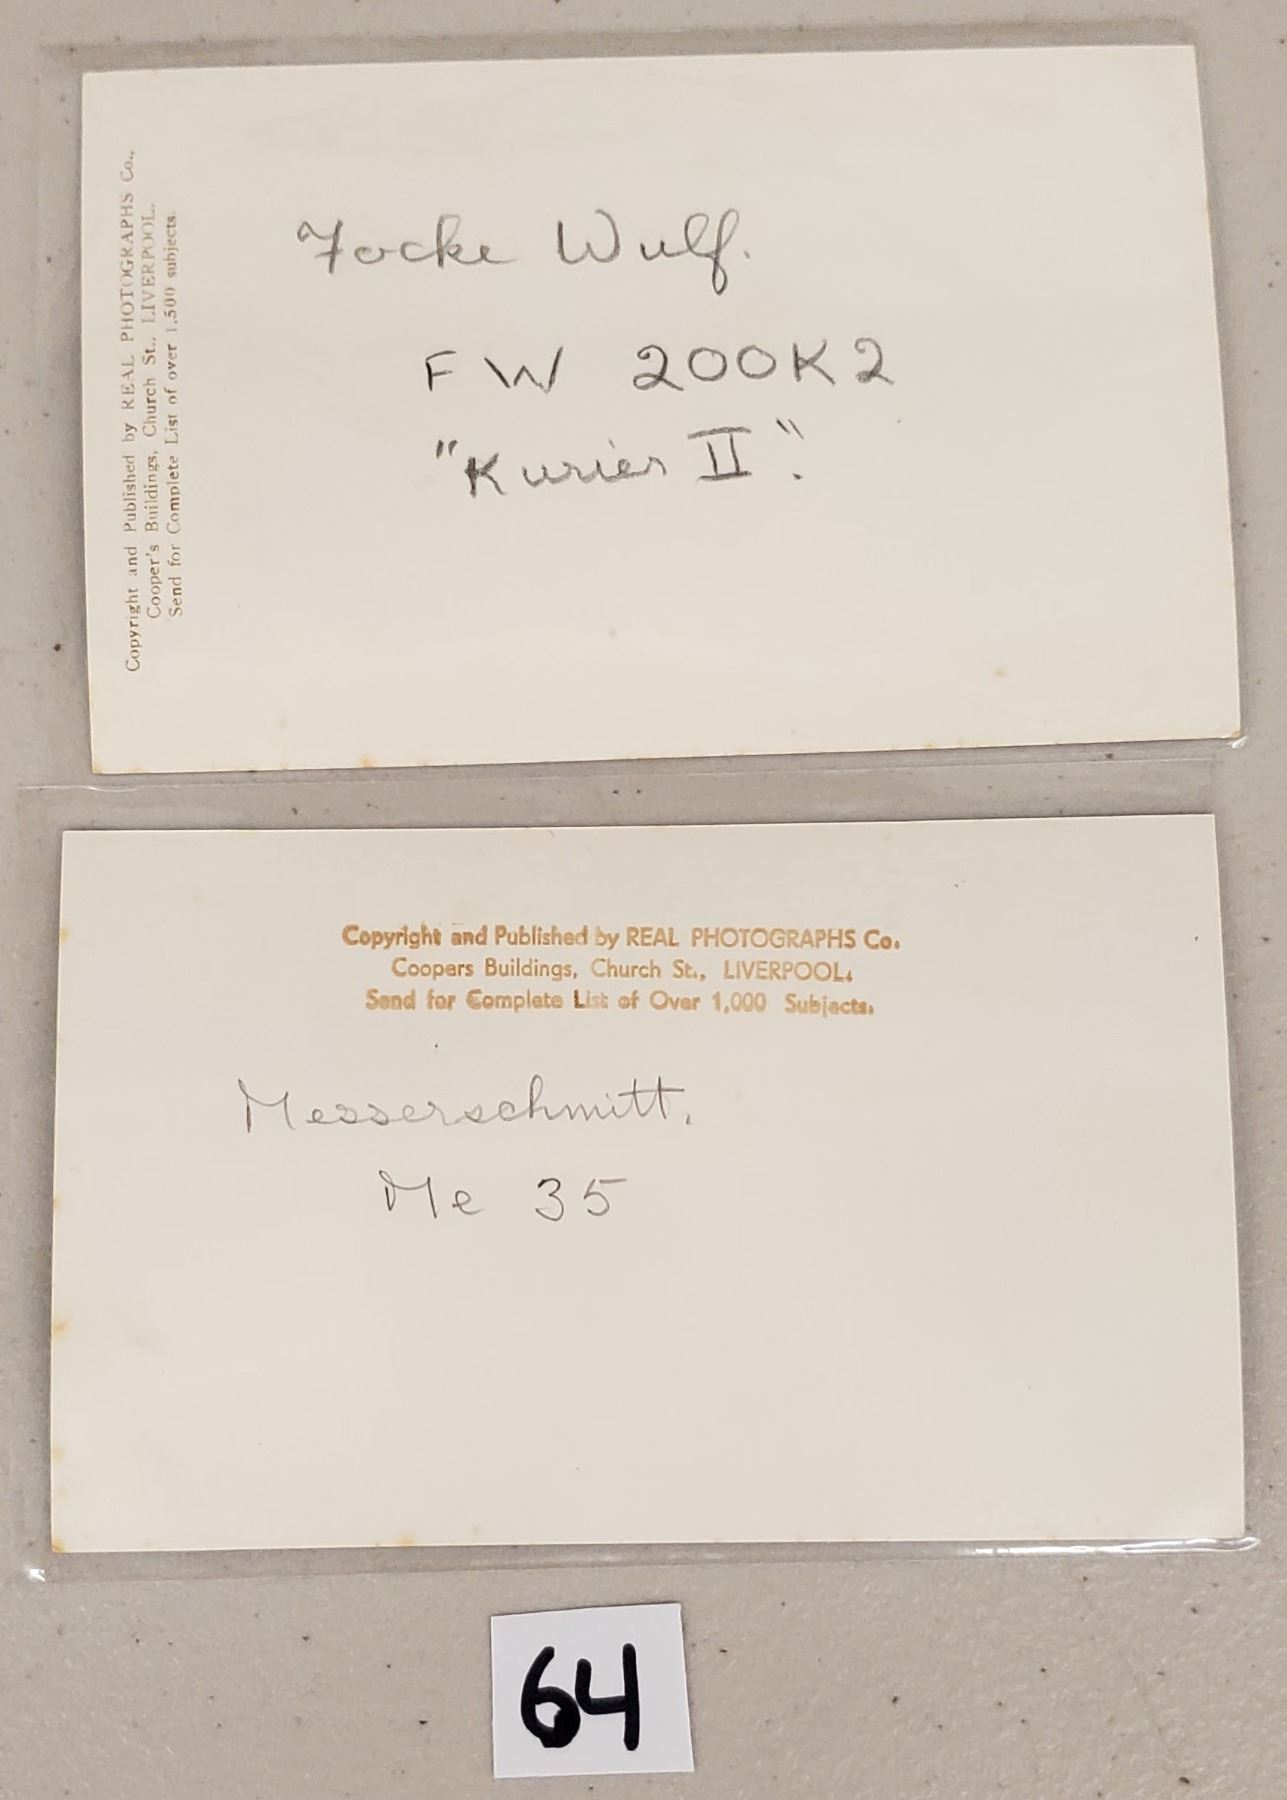 Copyright and Published by REAL PHOTOGRAPHS Co.,
Cooper's Buildings, Church St., LIVERPOOL.
Send for Complete List of over 1,500 subjects.
Focke Wulf.
FW 200K2
"Kurier II".
Copyright and Published by REAL PHOTOGRAPHS Co.
Coopers Buildings, Church St., LIVERPOOL.
Send for Complete List of Over 1,000 Subjects.
Messerschmitt.
Me 35
64